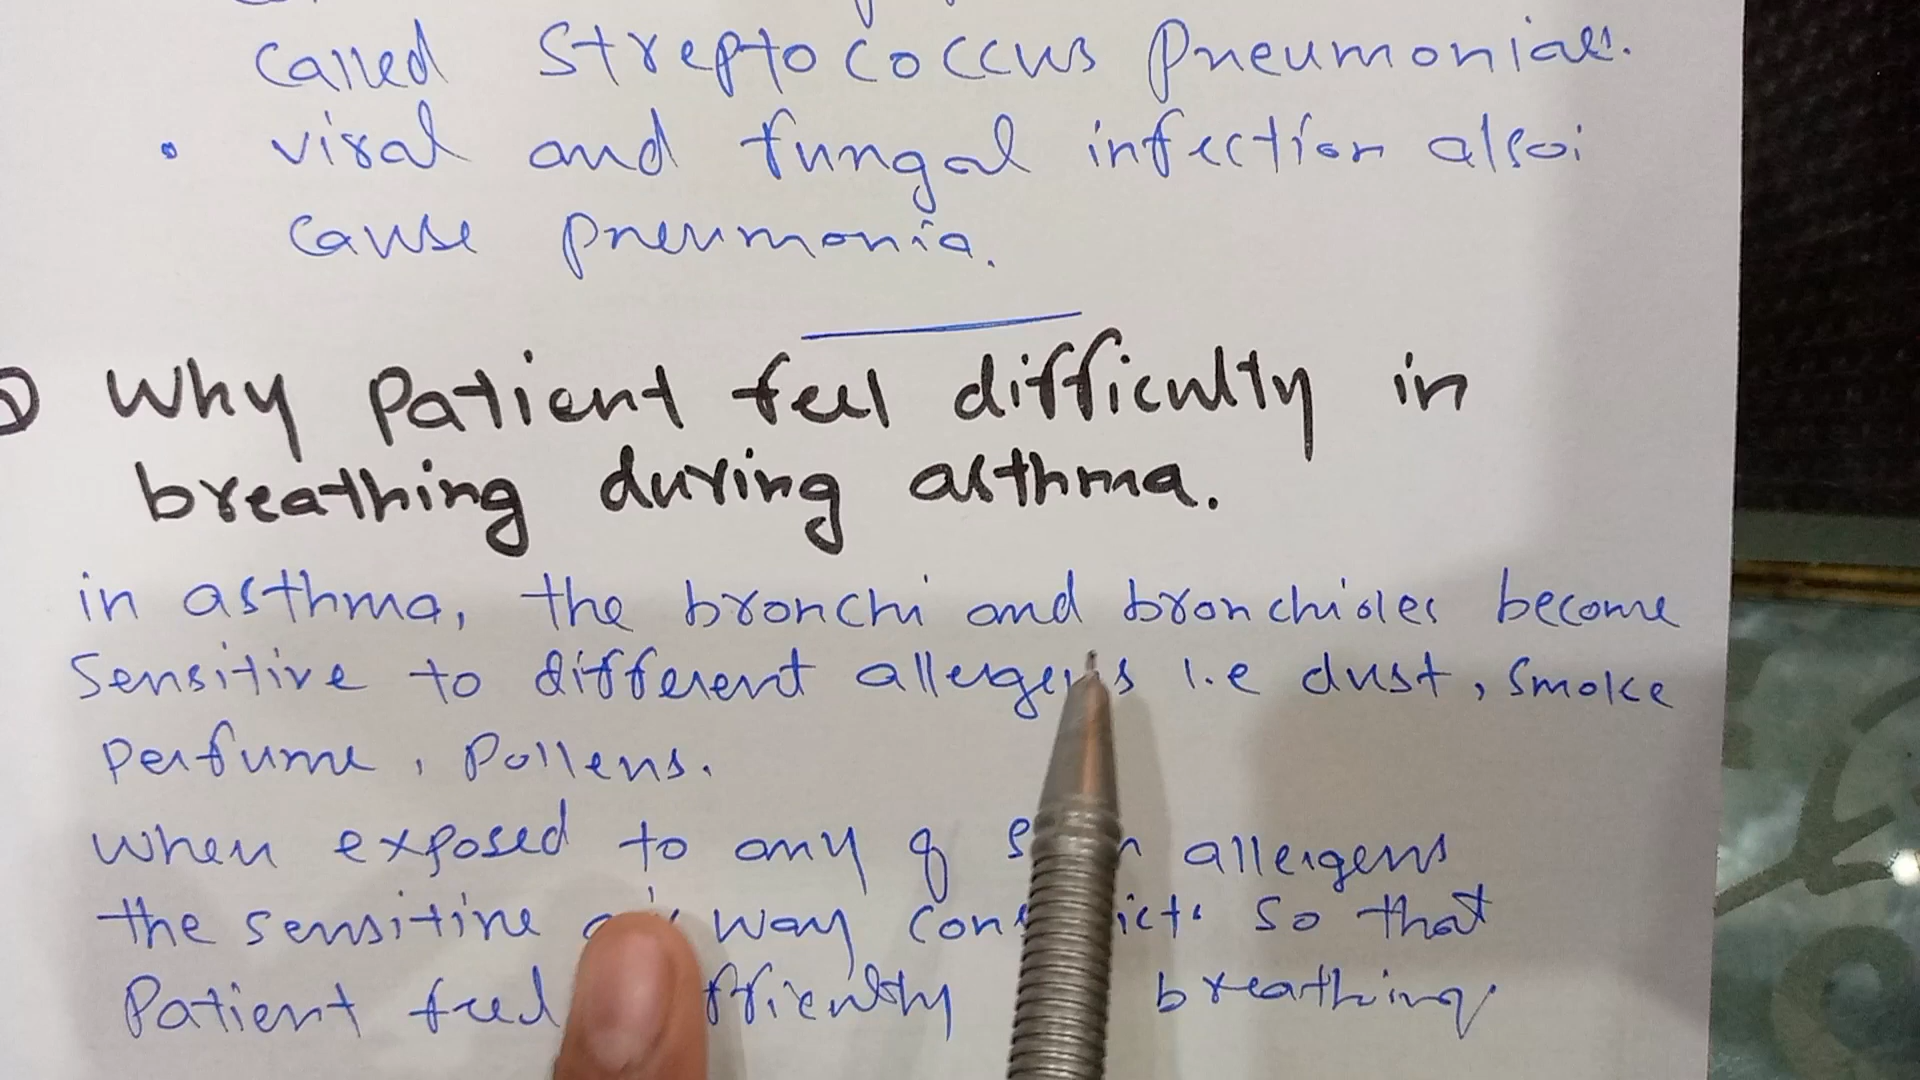 Called Streptococcus Pneumoniae.
• viral and fungal infection also
cause pneumonia.
Why Patient feel difficulty in
breathing during asthma.
in asthma, the bronchi and bronchioles become
Sensitive to different allergens i.e dust, smoke
Perfume, Pollens.
when exposed to any of allergens
the sensitive way so that
Patient feel breathing